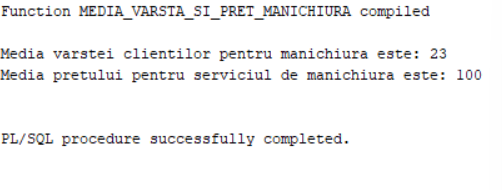 Function MEDIA_VARSTA_SI_PRET_MANICHIURA compiled
Media varstei clientilor pentru manichiura este: 23
Media pretului pentru serviciul de manichiura este: 100
PL/SQL procedure successfully completed.